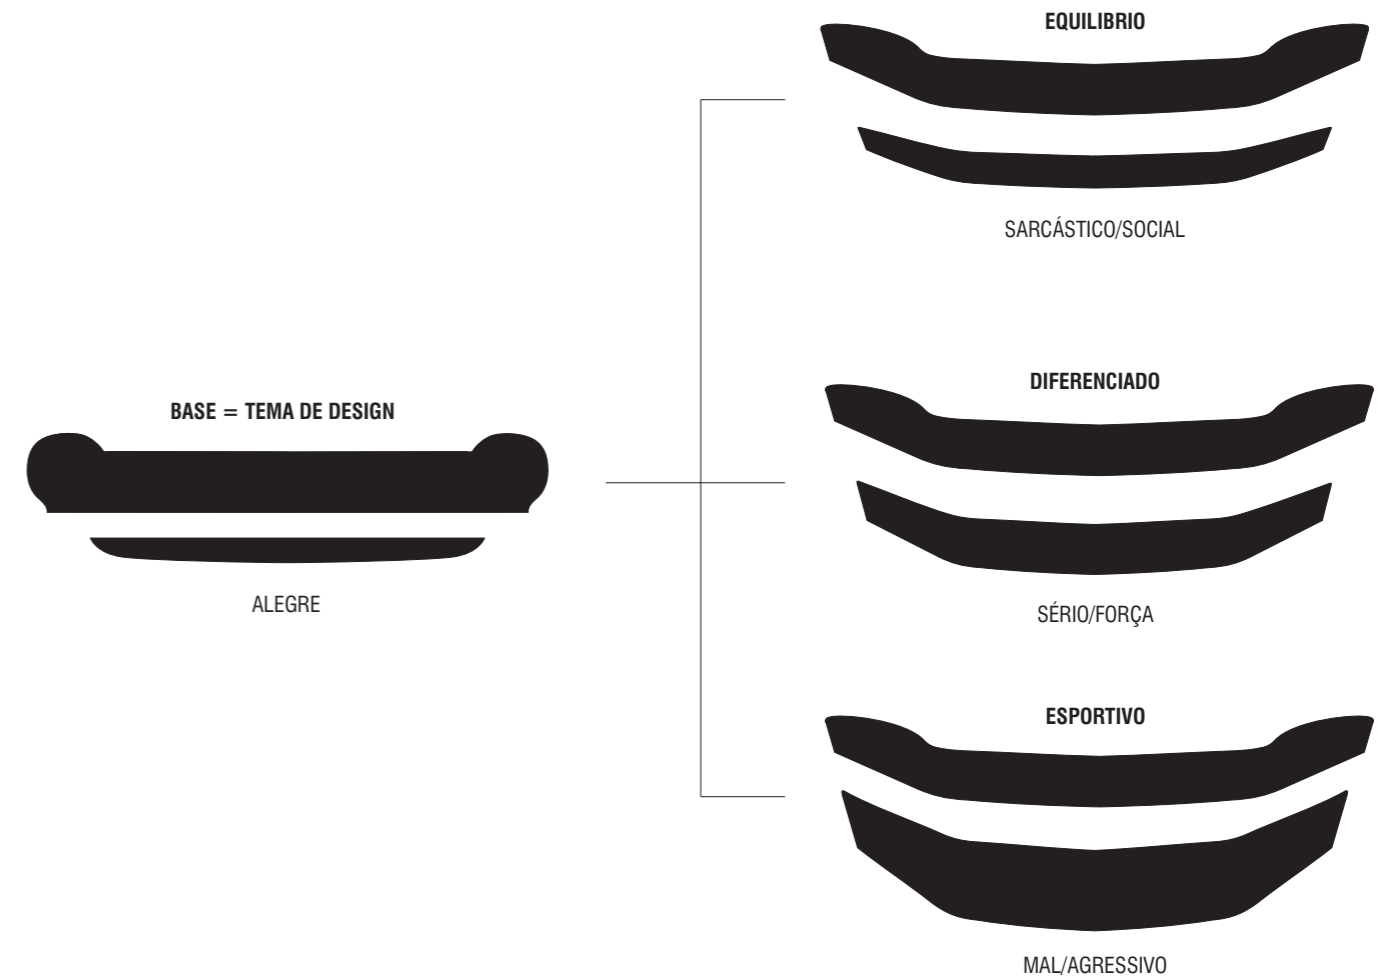 EQUILIBRIO
SARCÁSTICO/SOCIAL
BASE = TEMA DE DESIGN
ALEGRE
DIFERENCIADO
SÉRIO/FORÇA
ESPORTIVO
MAL/AGRESSIVO